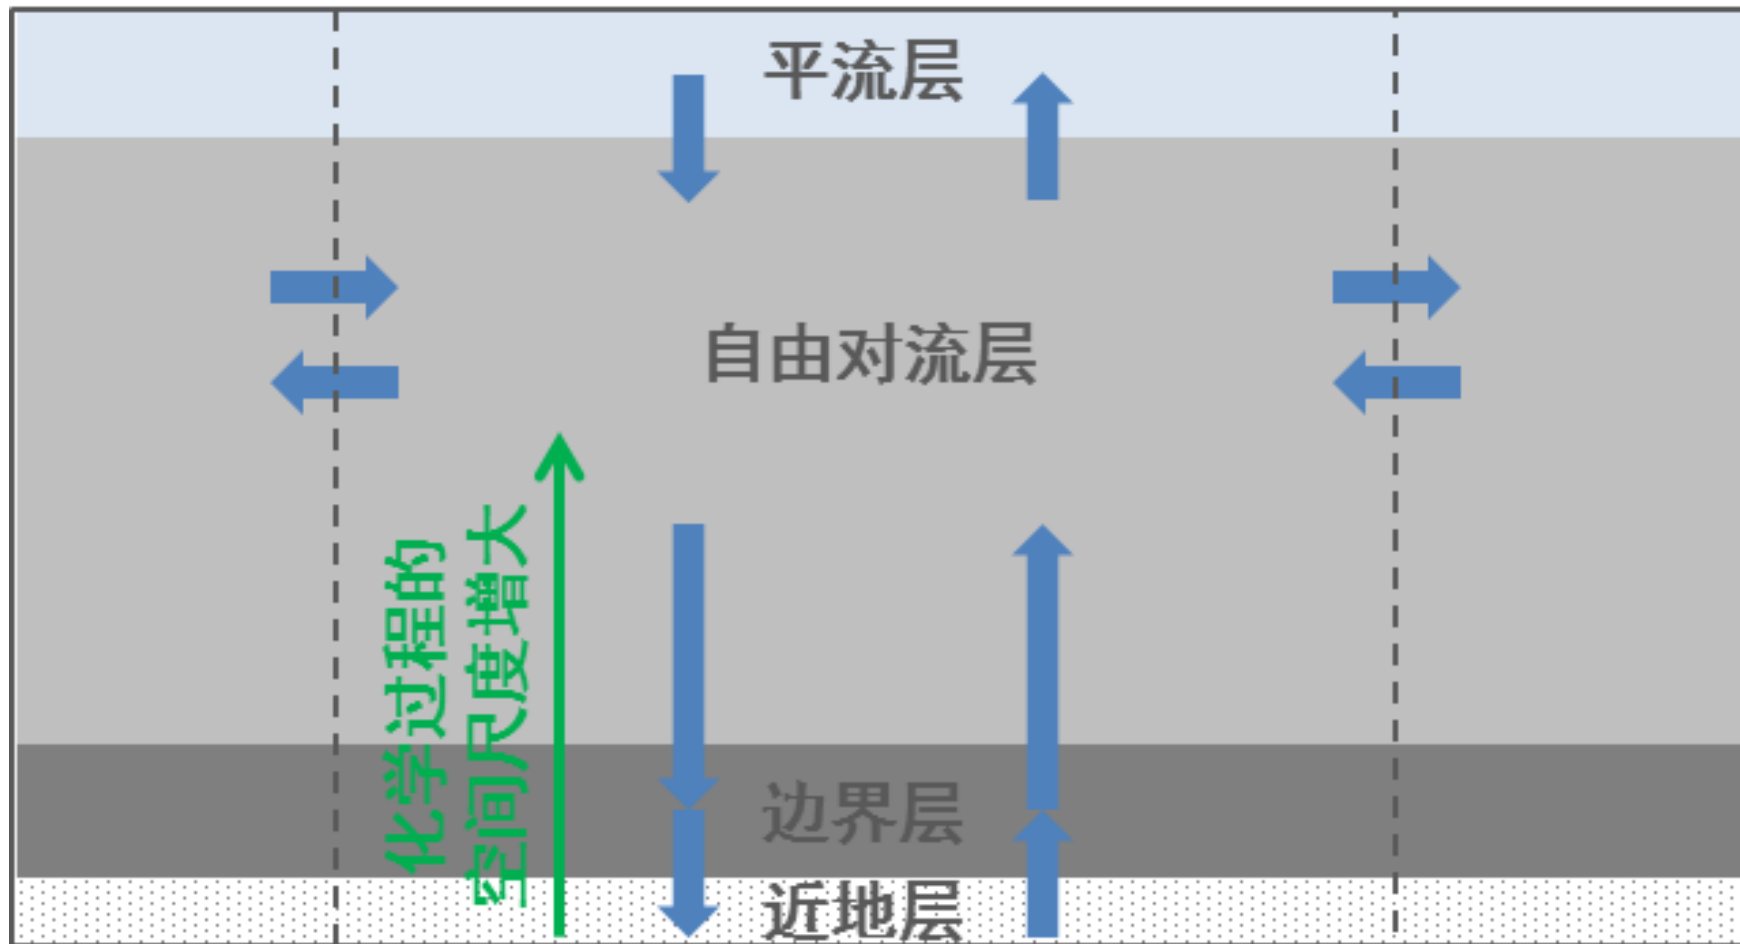 平流层
自由对流层
化学过程的
空间尺度增大
边界层
近地层